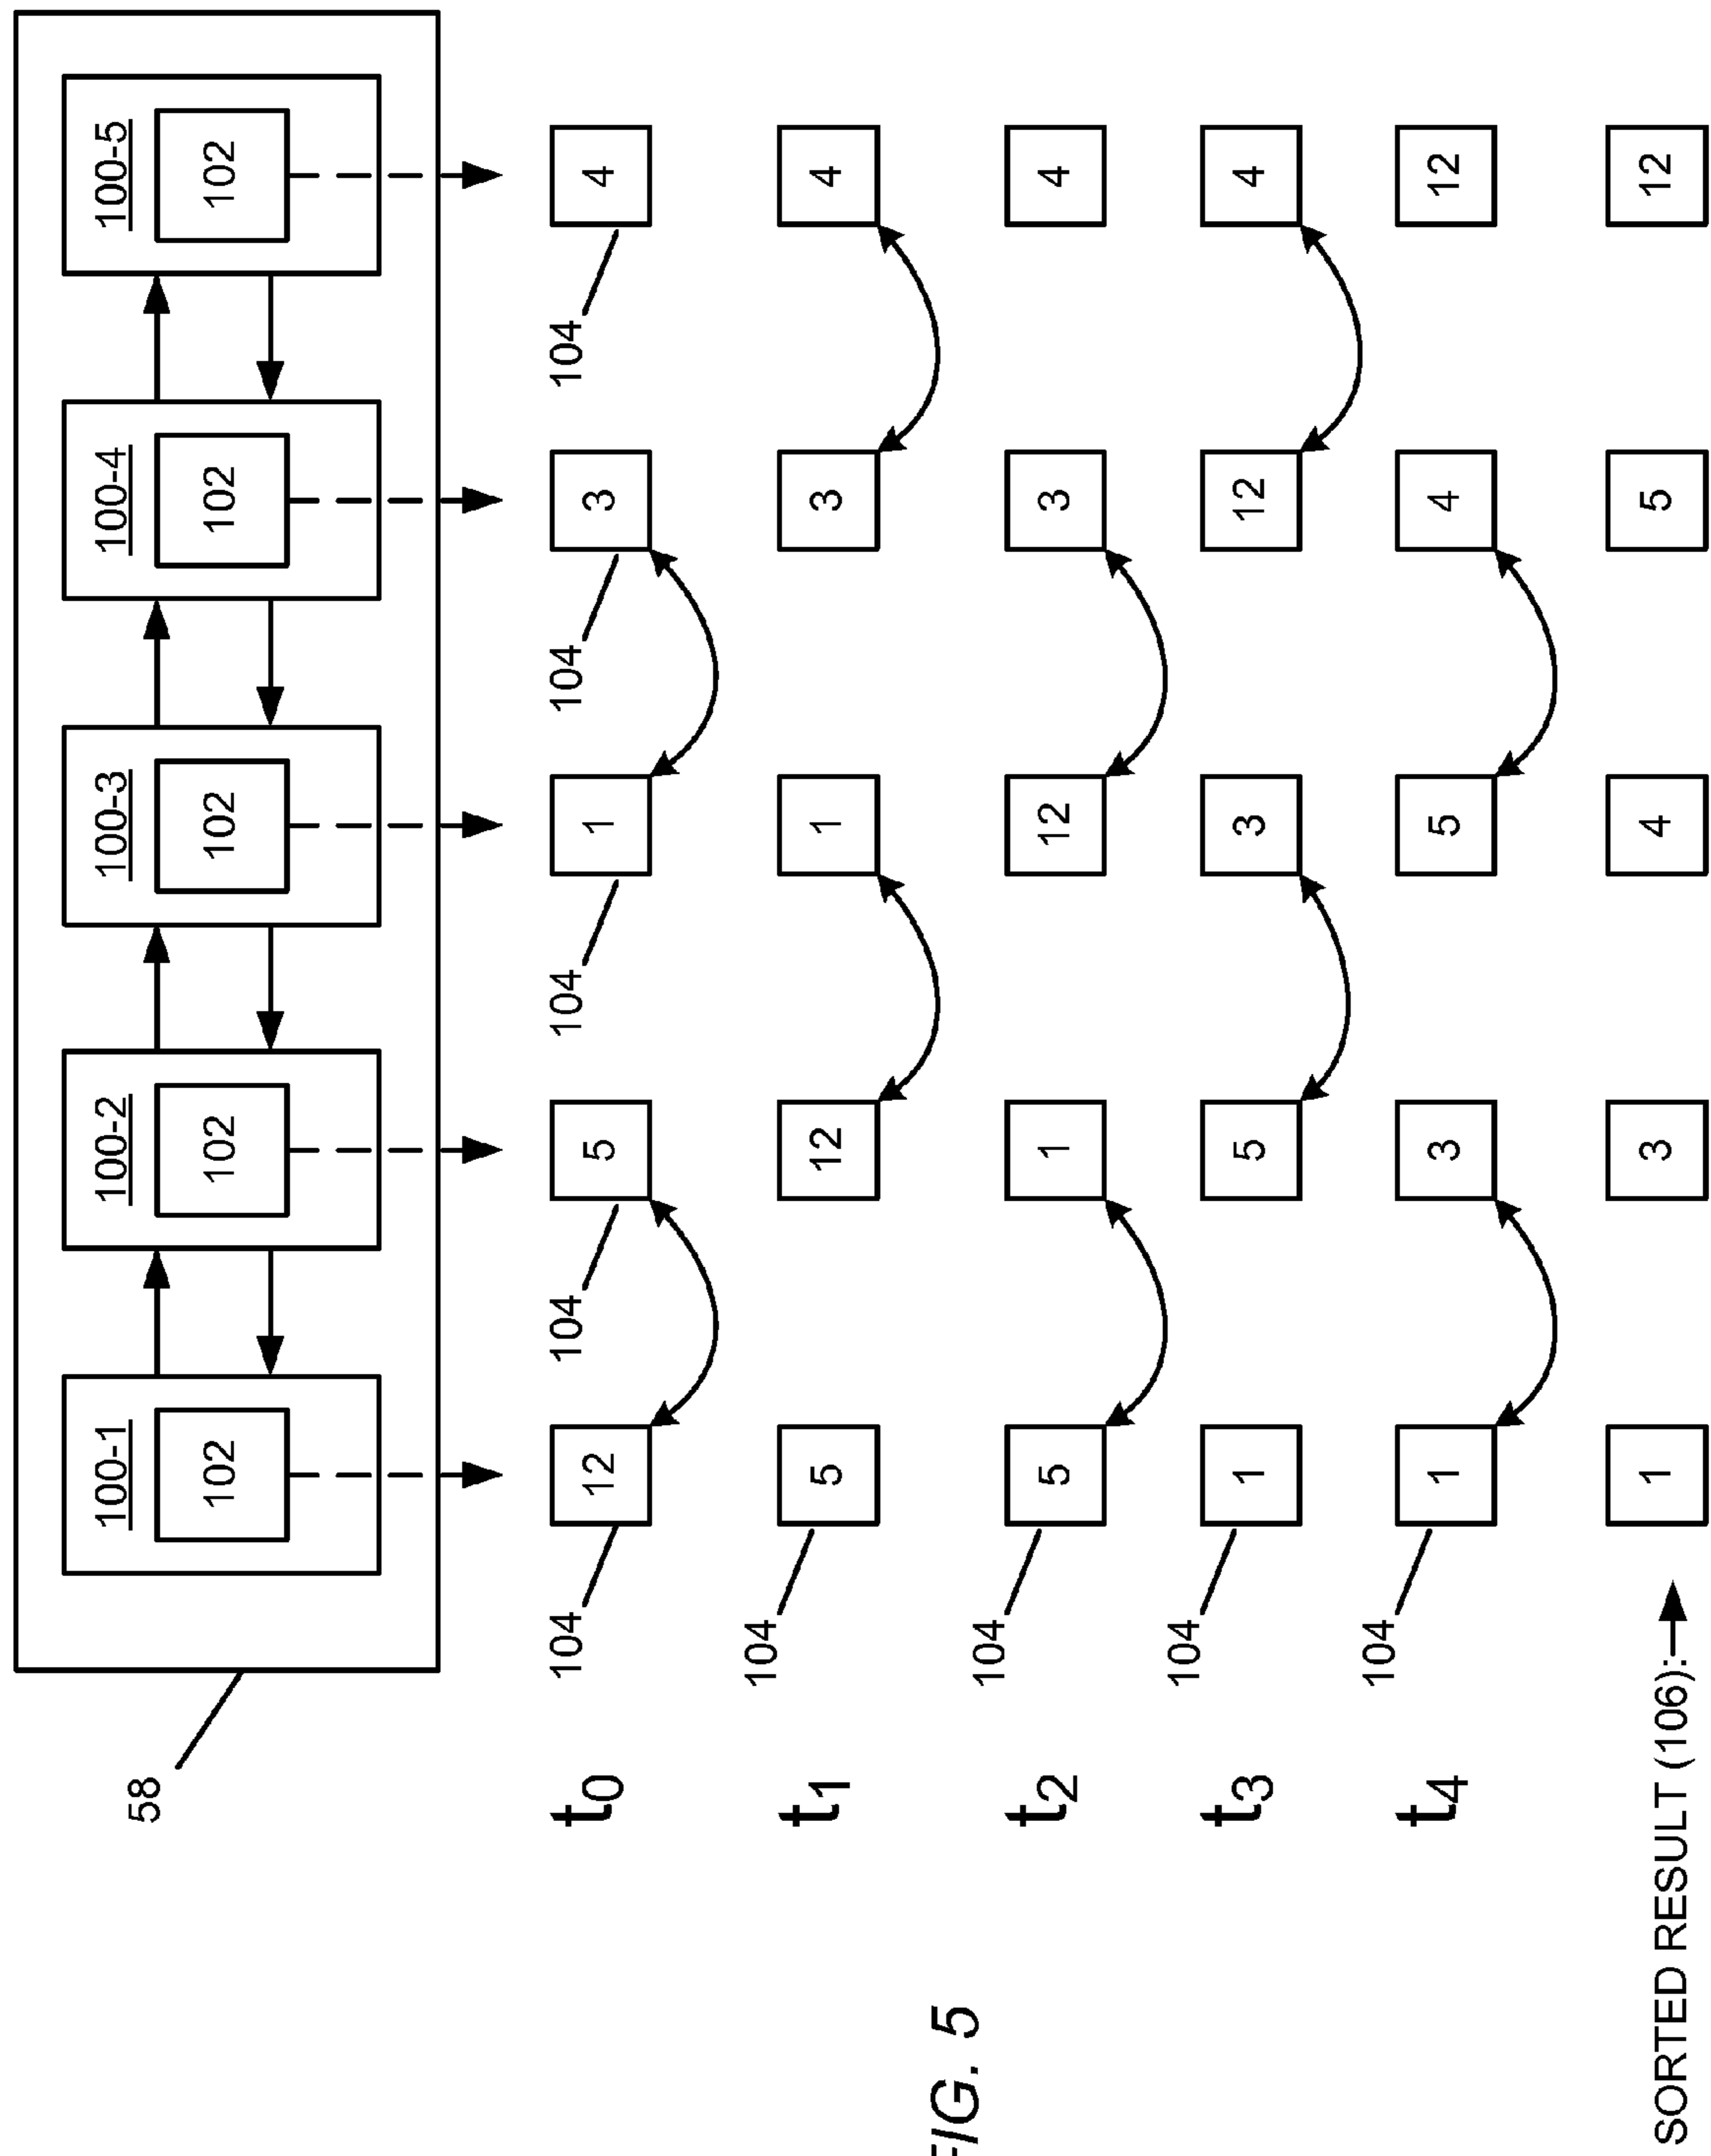 100-1 100-2 100-3 100-4 100-5
58
102 102 102 102 102
104 104 104 104 104
t0 12 5 1 3 4
104
t1 5 12 1 3 4
FIG. 5
104
t2 5 1 12 3 4
104
t3 1 5 3 12 4
104
t4 1 3 5 4 12
SORTED RESULT (106): 1 3 4 5 12